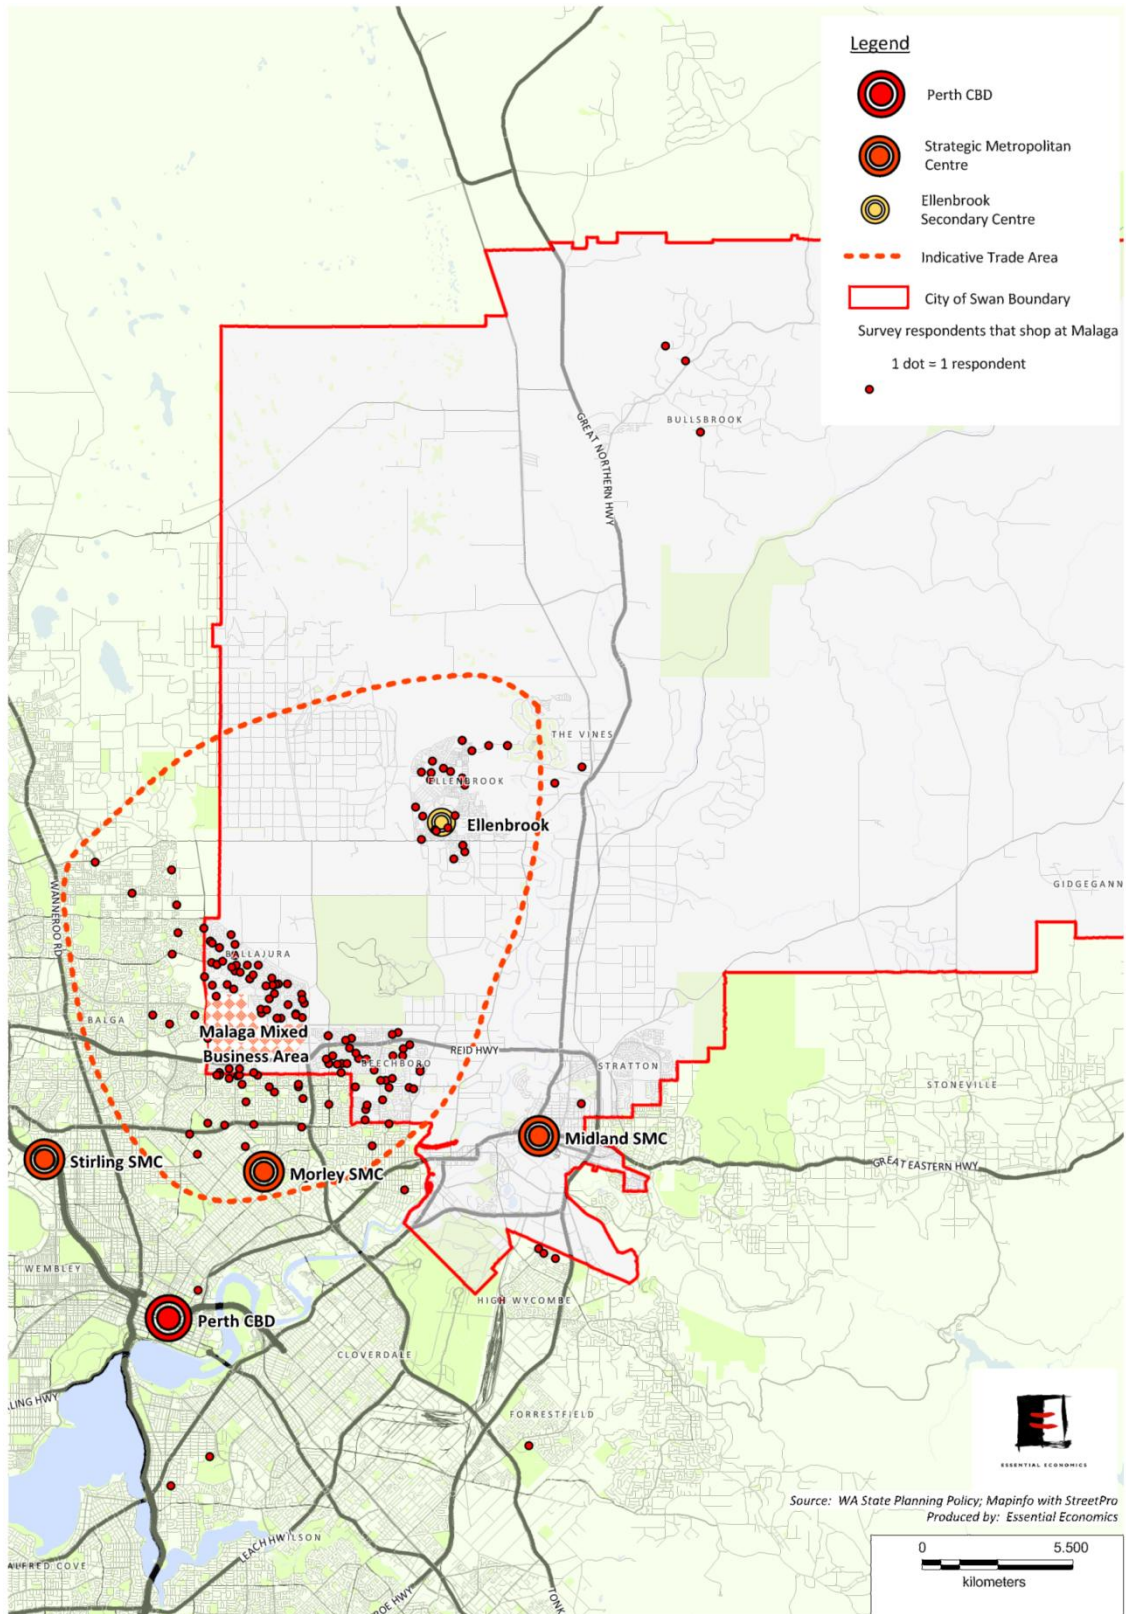 Legend
Perth CBD
Strategic Metropolitan
Centre
Ellenbrook
Secondary Centre
Indicative Trade Area
City of Swan Boundary
Survey respondents that shop at Malaga
1 dot = 1 respondent
BULLSBROOK
GREAT NORTHERN HWY
THE VINES
ELLENBROOK
Ellenbrook
WANNEROO RD
GIDGEGANN
BALLAJURA
BALGA
Malaga Mixed
Business Area
REID HWY
BEECHBORO
STRATTON
STONEVILLE
Stirling SMC
Morley SMC
Midland SMC
GREAT EASTERN HWY
WEMBLEY
HIGH WYCOMBE
Perth CBD
CLOVERDALE
LING HWY
FORRESTFIELD
ESSENTIAL ECONOMICS
Source: WA State Planning Policy; Mapinfo with StreetPro
Produced by: Essential Economics
LEACH HWILSON
ALFRED COVE
ROE HWY
TONK
0 5.500
kilometers